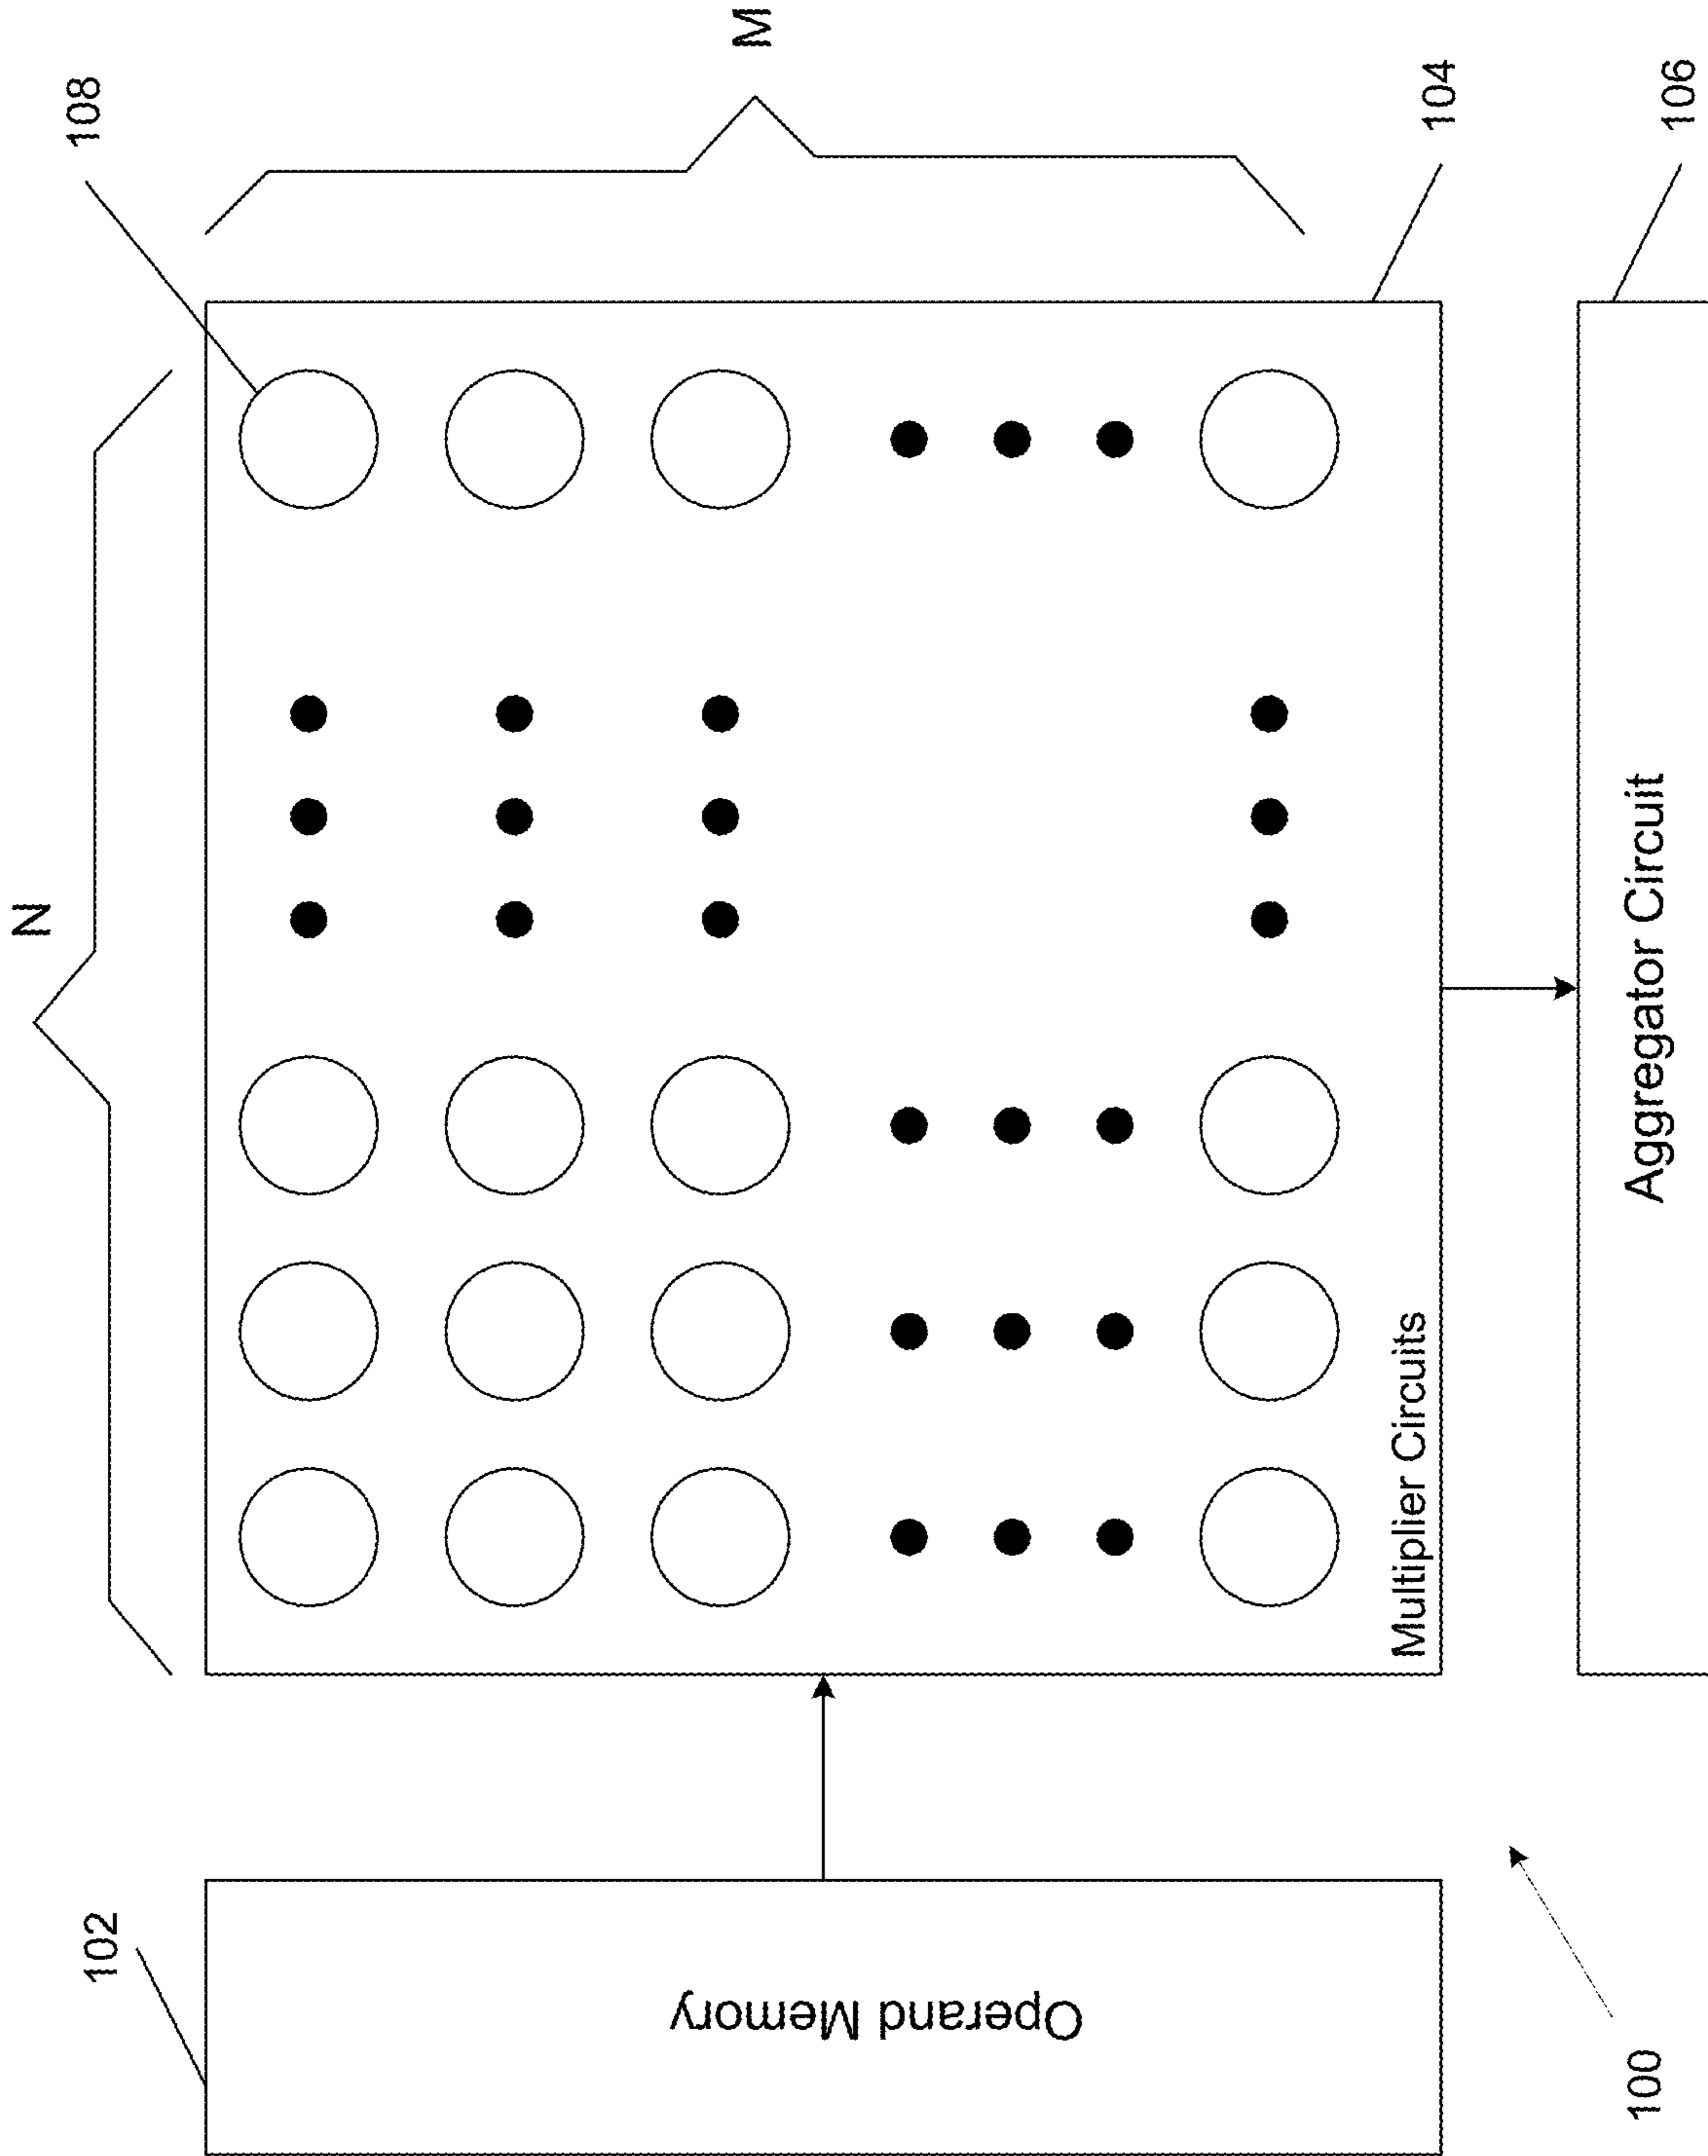 N
108
M
102
Operand Memory
Multiplier Circuits
104
Aggregator Circuit
106
100